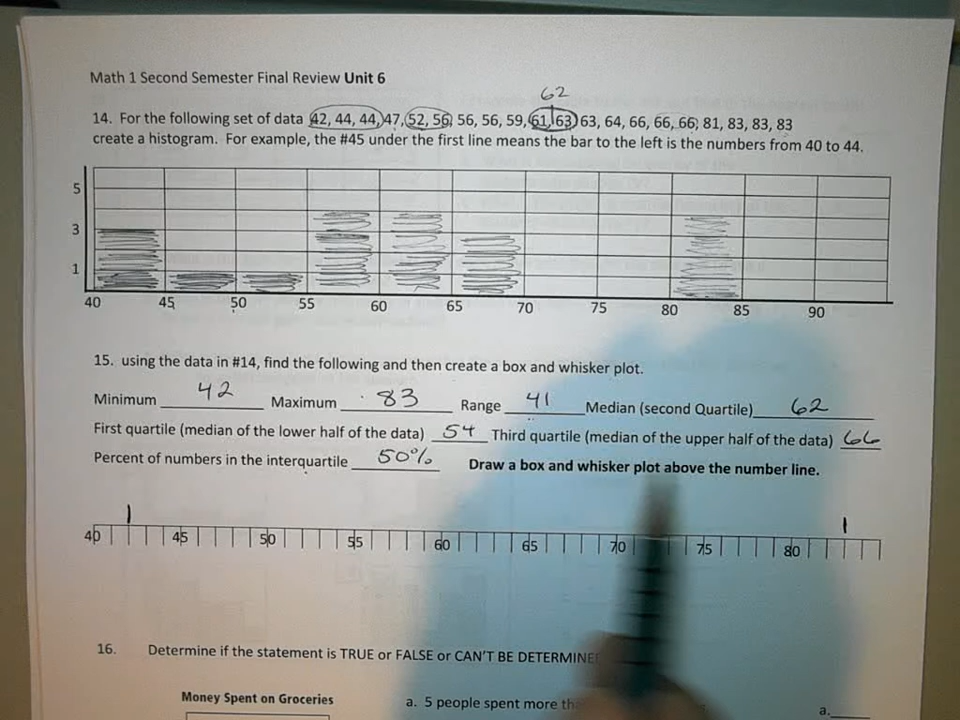 Math 1 Second Semester Final Review Unit 6
62
14. For the following set of data 42, 44, 44, 47, 52, 56, 56, 56, 59, 61, 63, 63, 64, 66, 66, 66, 81, 83, 83, 83
create a histogram. For example, the #45 under the first line means the bar to the left is the numbers from 40 to 44.
5
3
1
40 45 50 55 60 65 70 75 80 85 90
15. using the data in #14, find the following and then create a box and whisker plot.
Minimum 42 Maximum 83 Range 41 Median (second Quartile) 62
First quartile (median of the lower half of the data) 54 Third quartile (median of the upper half of the data) 66
Percent of numbers in the interquartile 50% Draw a box and whisker plot above the number line.
40 45 50 55 60 65 70 75 80
16. Determine if the statement is TRUE or FALSE or CAN'T BE
Money Spent on Groceries a. 5 people spent more a.